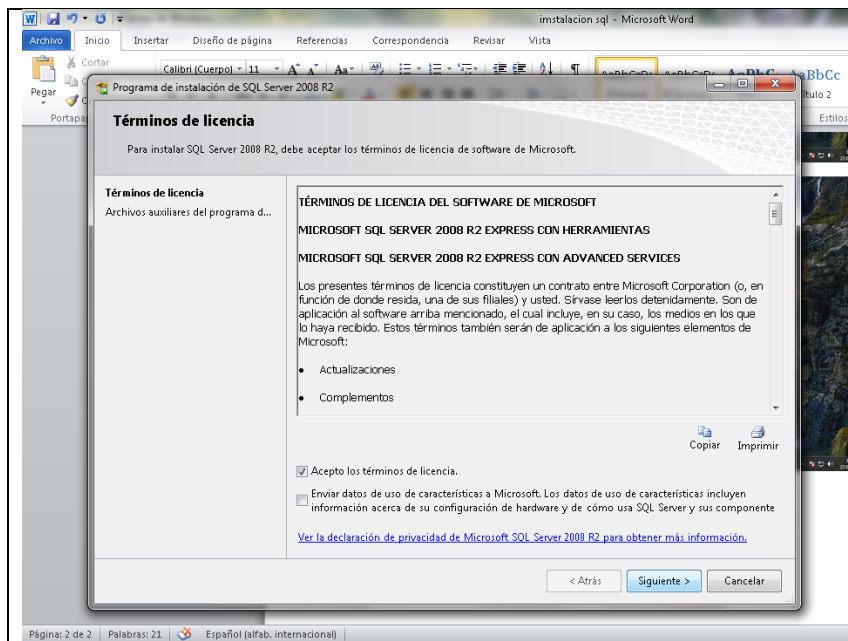 imstalacion sql - Microsoft Word
Archivo Inicio Insertar Diseño de página Referencias Correspondencia Revisar Vista
Cortar
Calibri (Cuerpo) 11
Pegar
Título 2
Estilos
Programa de instalación de SQL Server 2008 R2
Términos de licencia
Para instalar SQL Server 2008 R2, debe aceptar los términos de licencia de software de Microsoft.
Términos de licencia
Archivos auxiliares del programa d...
TÉRMINOS DE LICENCIA DEL SOFTWARE DE MICROSOFT
MICROSOFT SQL SERVER 2008 R2 EXPRESS CON HERRAMIENTAS
MICROSOFT SQL SERVER 2008 R2 EXPRESS CON ADVANCED SERVICES
Los presentes términos de licencia constituyen un contrato entre Microsoft Corporation (o, en
función de donde resida, una de sus filiales) y usted. Sírvase leerlos detenidamente. Son de
aplicación al software arriba mencionado, el cual incluye, en su caso, los medios en los que
lo haya recibido. Estos términos también serán de aplicación a los siguientes elementos de
Microsoft:
• Actualizaciones
• Complementos
Copiar Imprimir
Acepto los términos de licencia.
Enviar datos de uso de características a Microsoft. Los datos de uso de características incluyen
información acerca de su configuración de hardware y de cómo usa SQL Server y sus componente
Ver la declaración de privacidad de Microsoft SQL Server 2008 R2 para obtener más información.
< Atrás Siguiente > Cancelar
Página: 2 de 2 Palabras: 21 Español (alfab. internacional)